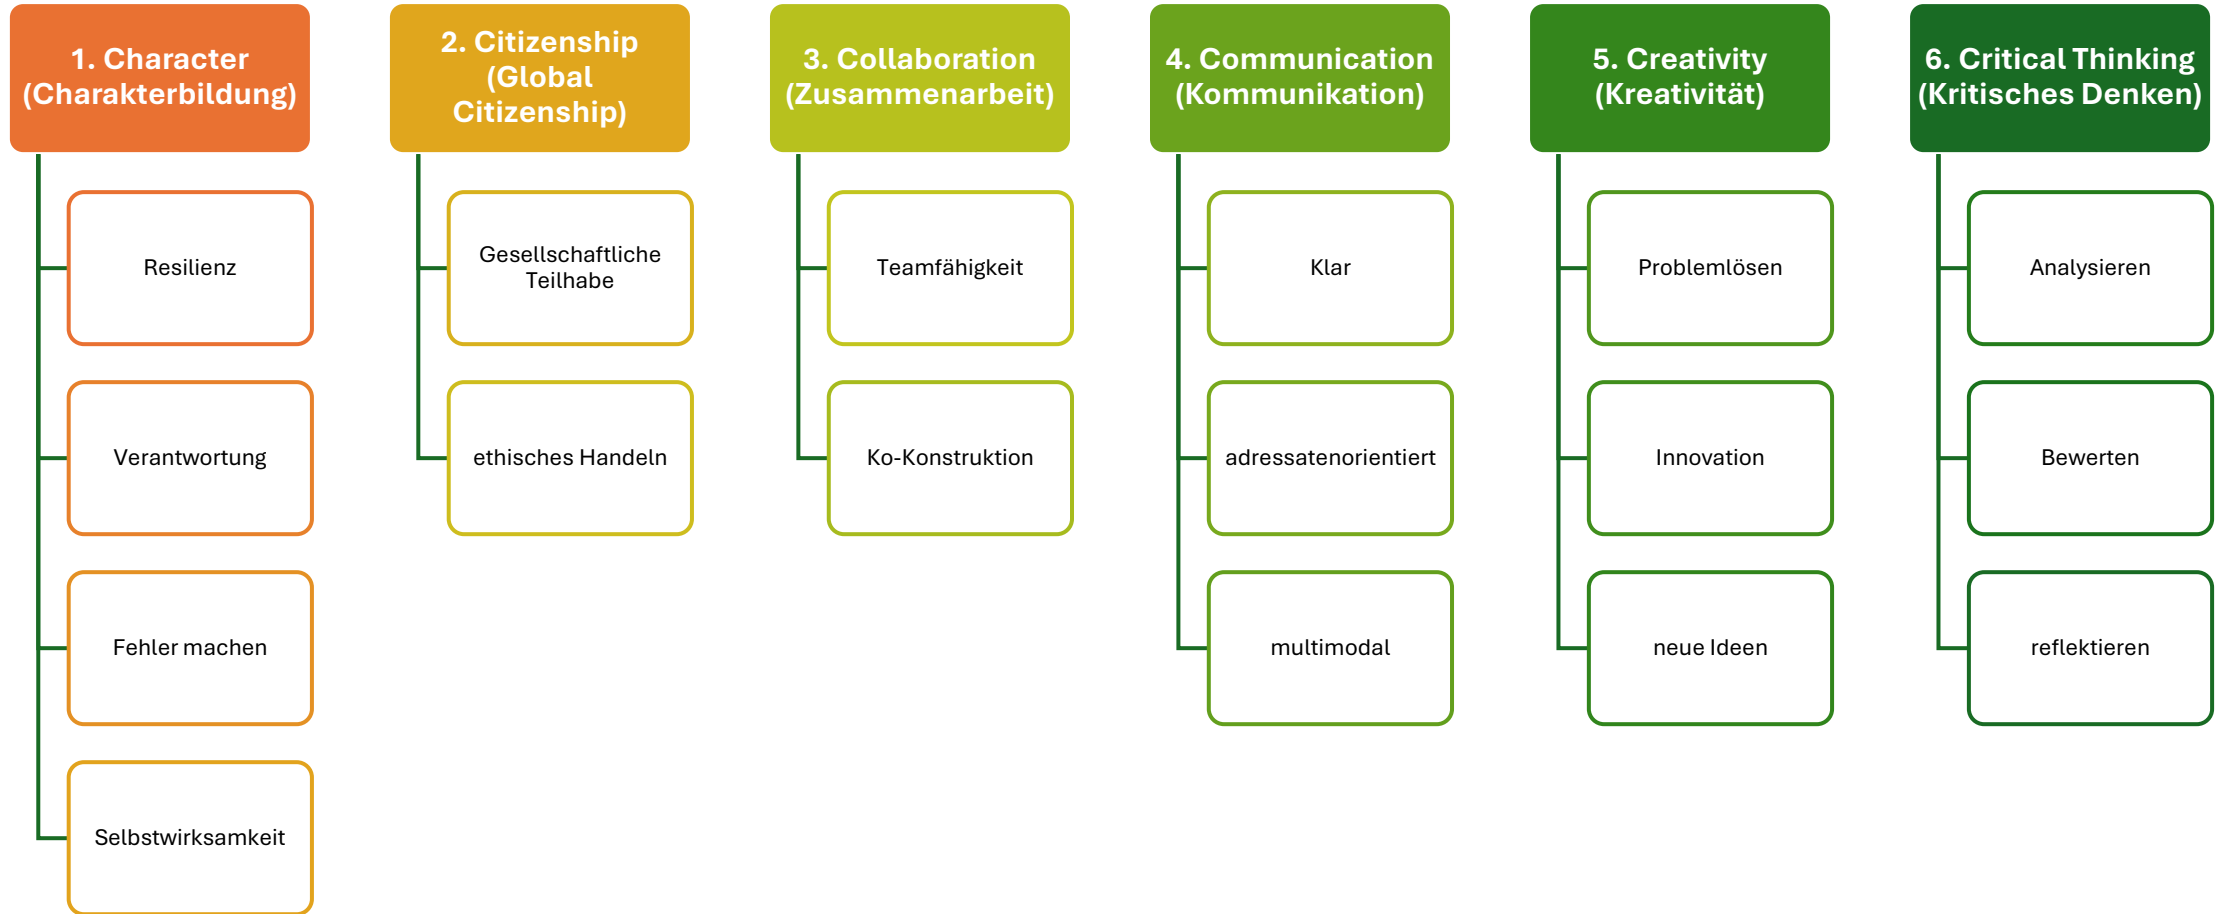 1. Character
(Charakterbildung)
Resilienz
Verantwortung
Fehler machen
Selbstwirksamkeit
2. Citizenship
(Global
Citizenship)
Gesellschaftliche
Teilhabe
ethisches Handeln
3. Collaboration
(Zusammenarbeit)
Teamfähigkeit
Ko-Konstruktion
4. Communication
(Kommunikation)
Klar
adressatenorientiert
multimodal
5. Creativity
(Kreativität)
Problemlösen
Innovation
neue Ideen
6. Critical Thinking
(Kritisches Denken)
Analysieren
Bewerten
reflektieren